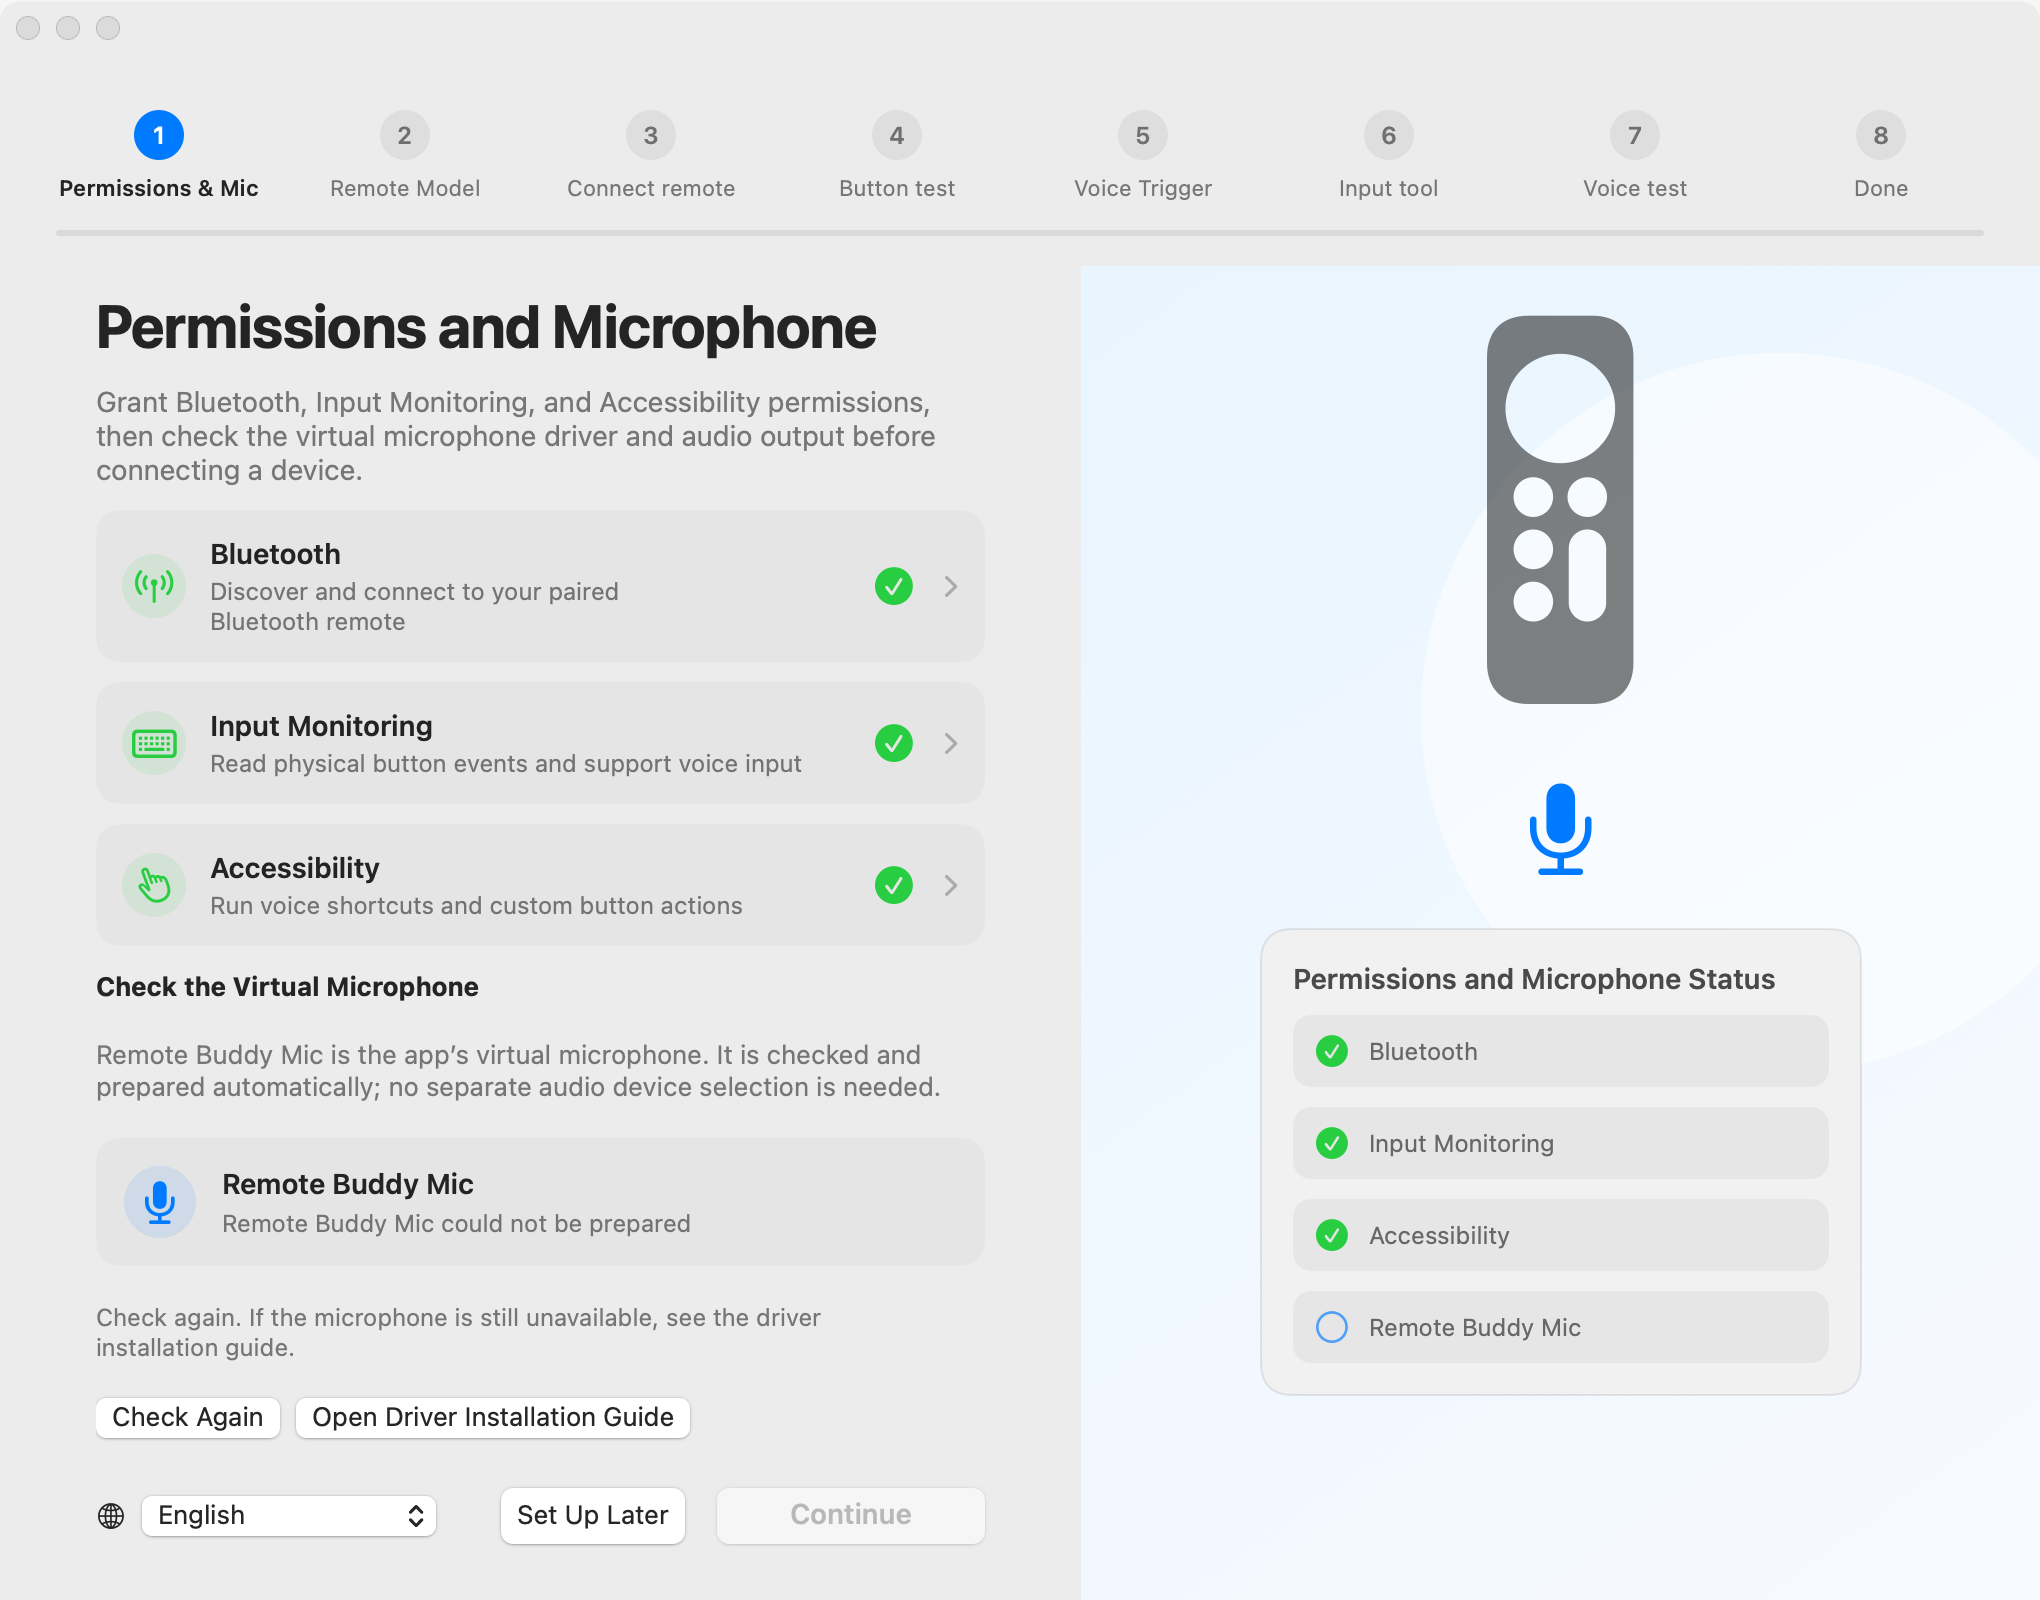 1
2
3
4
5
6
7
8
Permissions & Mic
Remote Model
Connect remote
Button test
Voice Trigger
Input tool
Voice test
Done
Permissions and Microphone
Grant Bluetooth, Input Monitoring, and Accessibility permissions,
then check the virtual microphone driver and audio output before
connecting a device.
Bluetooth
Discover and connect to your paired
Bluetooth remote
Input Monitoring
Read physical button events and support voice input
Accessibility
Run voice shortcuts and custom button actions
Check the Virtual Microphone
Remote Buddy Mic is the app’s virtual microphone. It is checked and
prepared automatically; no separate audio device selection is needed.
Remote Buddy Mic
Remote Buddy Mic could not be prepared
Check again. If the microphone is still unavailable, see the driver
installation guide.
Check Again
Open Driver Installation Guide
English
Set Up Later
Continue
Permissions and Microphone Status
Bluetooth
Input Monitoring
Accessibility
Remote Buddy Mic